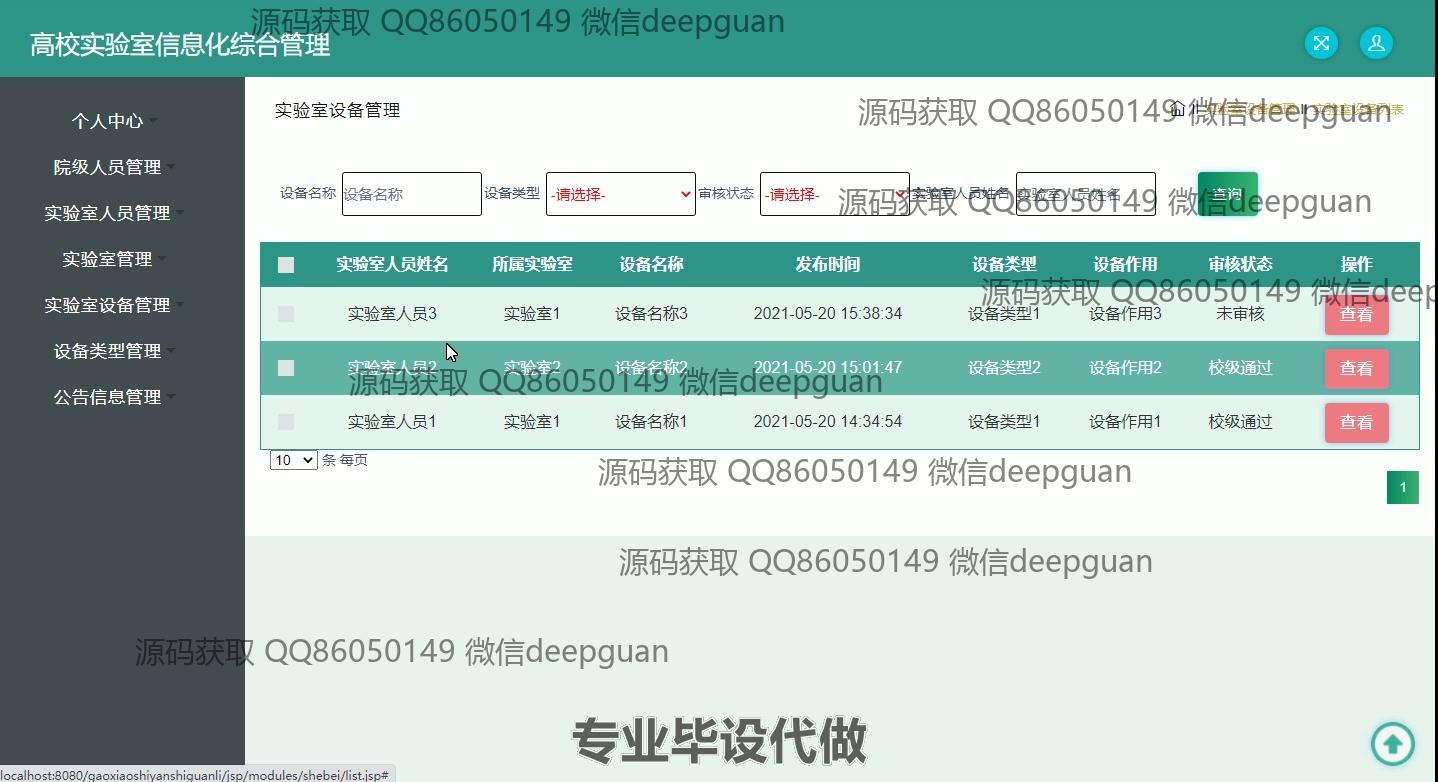 源码获取 QQ86050149 微信deepguan
高校实验室信息化综合管理
个人中心
院级人员管理
实验室人员管理
实验室管理
实验室设备管理
设备类型管理
公告信息管理
实验室设备管理
源码获取 QQ86050149 微信deepguan
// 实验室设备管理 // 实验室设备列表
设备名称 设备名称 设备类型 -请选择- 审核状态 -请选择- 实验室人员姓名 实验室人员姓名 查询
源码获取 QQ86050149 微信deepguan
实验室人员姓名 所属实验室 设备名称 发布时间 设备类型 设备作用 审核状态 操作
源码获取 QQ86050149 微信deep
实验室人员3 实验室1 设备名称3 2021-05-20 15:38:34 设备类型1 设备作用3 未审核 查看
实验室人员2 实验室2 设备名称2 2021-05-20 15:01:47 设备类型2 设备作用2 校级通过 查看
源码获取 QQ86050149 微信deepguan
实验室人员1 实验室1 设备名称1 2021-05-20 14:34:54 设备类型1 设备作用1 校级通过 查看
10 条 每页
源码获取 QQ86050149 微信deepguan
1
源码获取 QQ86050149 微信deepguan
源码获取 QQ86050149 微信deepguan
专业毕设代做
localhost:8080/gaoxiaoshiyanshiguanli/jsp/modules/shebei/list.jsp#